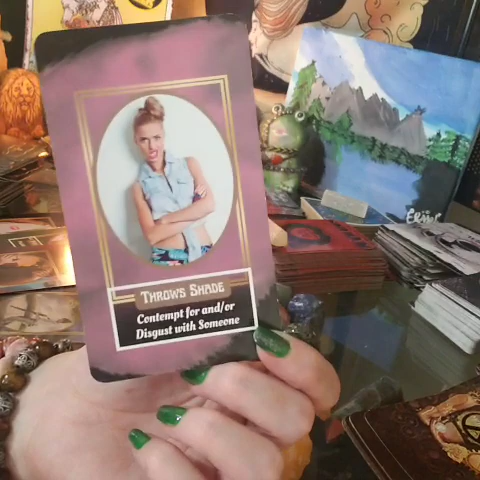 THROWS SHADE
Contempt for and/or
Disgust with Someone